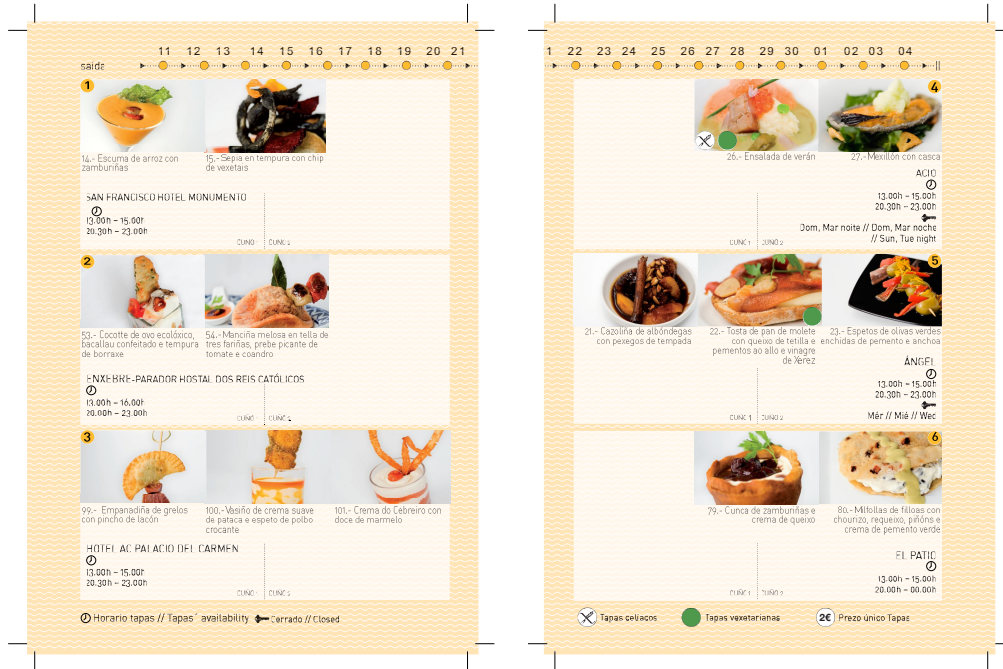 11 12 13 14 15 16 17 18 19 20 21
saída
1
14.- Escuma de arroz con
zamburiñas
15.- Sepia en tempura con chip
de vexetais
SAN FRANCISCO HOTEL MONUMENTO
13.00h – 15.00h
20.30h – 23.00h
CUÑO 1 CUÑO 2
2
53.- Cocotte de ovo ecolóxico,
bacallau confeitado e tempura
de borraxe
54.- Manciña melosa en tella de
tres fariñas, prebe picante de
tomate e coandro
ENXEBRE-PARADOR HOSTAL DOS REIS CATÓLICOS
13.00h – 16.00h
20.00h – 23.00h
CUÑO 1 CUÑO 2
3
99.- Empanadiña de grelos
con pincho de lacón
100.-Vasiño de crema suave
de pataca e espeto de polbo
crocante
101.- Crema do Cebreiro con
doce de marmelo
HOTEL AC PALACIO DEL CARMEN
13.00h – 15.00h
20.30h – 23.00h
CUÑO 1 CUÑO 2
Horario tapas // Tapas´ availability Cerrado // Closed
1 22 23 24 25 26 27 28 29 30 01 02 03 04
4
26.- Ensalada de verán
27.- Mexillón con casca
ACIO
13.00h – 15.00h
20.30h – 23.00h
Dom, Mar noite // Dom, Mar noche
// Sun, Tue night
CUÑO 1 CUÑO 2
5
21.- Cazoliña de albóndegas
con pexegos de tempada
22.- Tosta de pan de molete
con queixo de tetilla e
pementos ao allo e vinagre
de Xerez
23.- Espetos de olivas verdes
enchidas de pemento e anchoa
ÁNGEL
13.00h – 15.00h
20.30h – 23.00h
Mér // Mié // Wed
CUÑO 1 CUÑO 2
6
79.- Cunca de zamburiñas e
crema de queixo
80.- Milfollas de filloas con
chourizo, requeixo, piñóns e
crema de pemento verde
EL PATIO
13.00h – 15.00h
20.00h – 00.00h
CUÑO 1 CUÑO 2
Tapas celíacos Tapas vexetarianas 2€ Prezo único Tapas